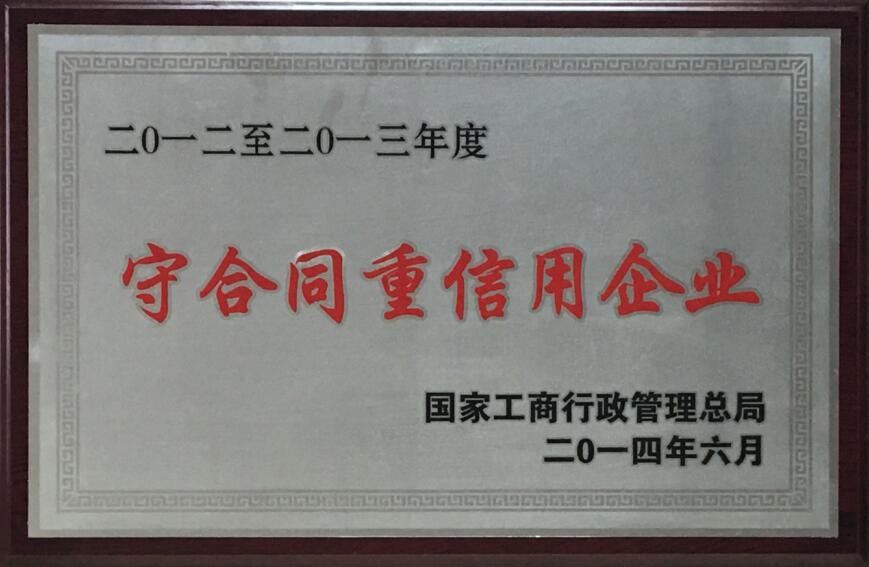 二0一二至二0一三年度
守合同重信用企业
国家工商行政管理总局
二0一四年六月